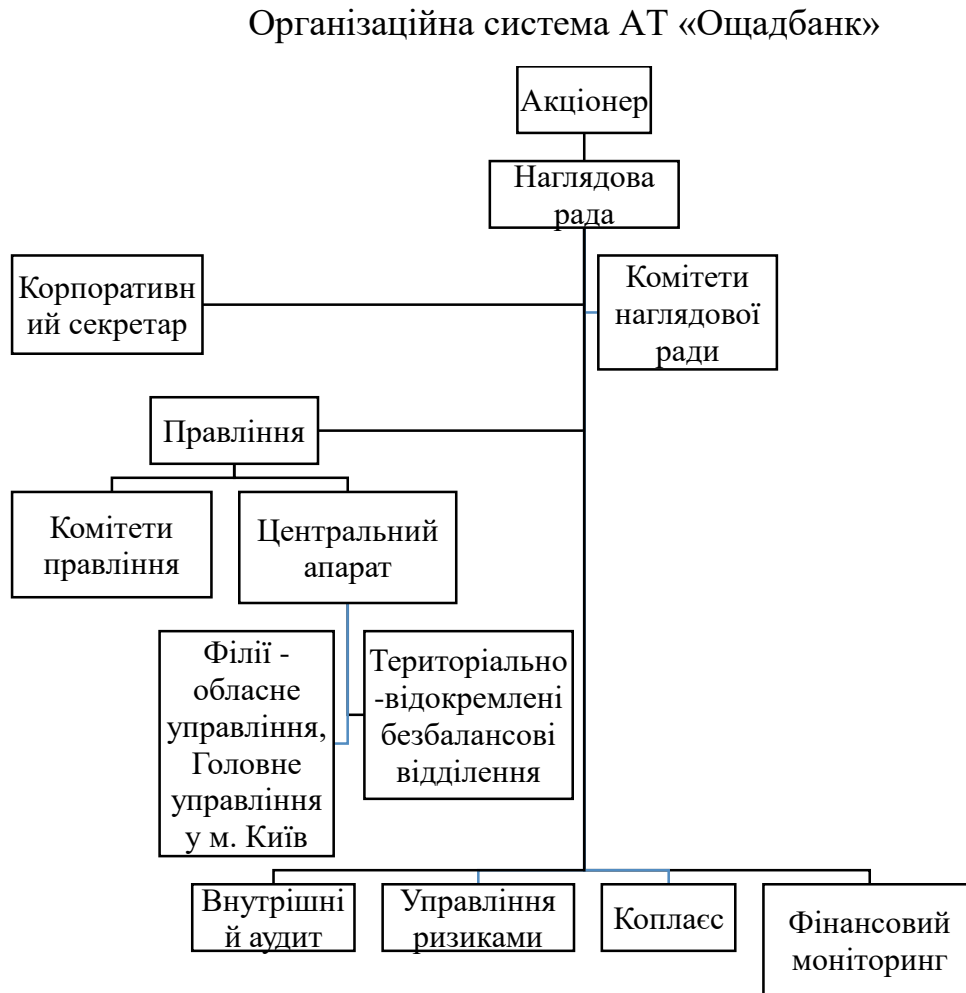 Організаційна система АТ «Ощадбанк»
Акціонер
Наглядова
рада
Корпоративн
ий секретар
Комітети
наглядової
ради
Правління
Комітети
правління
Центральний
апарат
Філії -
обласне
управління,
Головне
управління
у м. Київ
Територіально
-відокремлені
безбалансові
відділення
Внутрішні
й аудит
Управління
ризиками
Коплаєс
Фінансовий
моніторинг